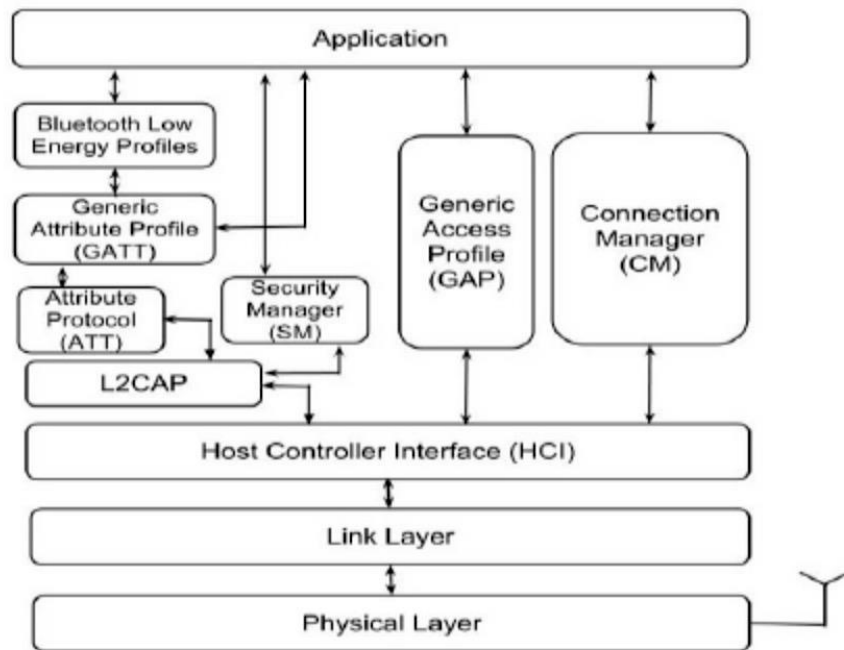 Application
Bluetooth Low
Energy Profiles
Generic
Attribute Profile
(GATT)
Attribute
Protocol
(ATT)
Security
Manager
(SM)
L2CAP
Generic
Access
Profile
(GAP)
Connection
Manager
(CM)
Host Controller Interface (HCI)
Link Layer
Physical Layer